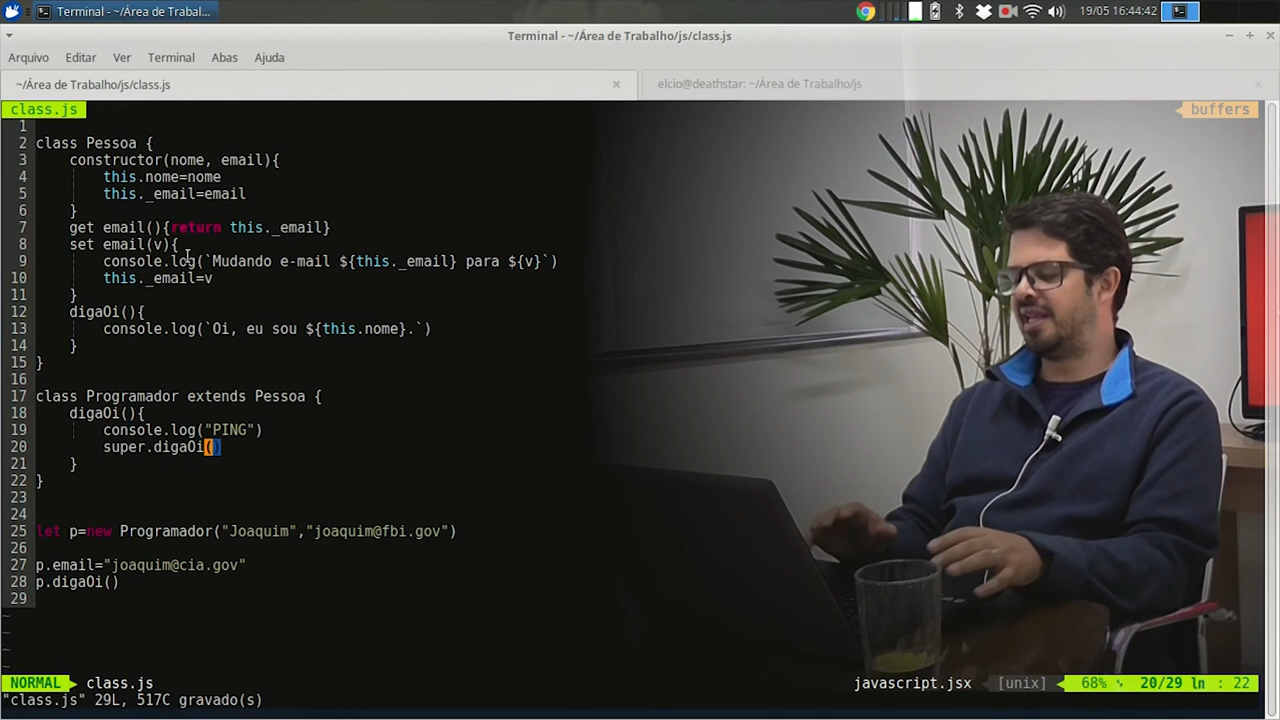 Terminal - ~/Área de Trabal...
19/05 16:44:42
Terminal - ~/Área de Trabalho/js/class.js
Arquivo Editar Ver Terminal Abas Ajuda
~/Área de Trabalho/js/class.js
elcio@deathstar: ~/Área de Trabalho/js
class.js
buffers
1
2 class Pessoa {
3 constructor(nome, email){
4 this.nome=nome
5 this._email=email
6 }
7 get email(){return this._email}
8 set email(v){
9 console.log(`Mudando e-mail ${this._email} para ${v}`)
10 this._email=v
11 }
12 digaOi(){
13 console.log(`Oi, eu sou ${this.nome}.`)
14 }
15 }
16
17 class Programador extends Pessoa {
18 digaOi(){
19 console.log("PING")
20 super.digaOi()
21 }
22 }
23
24
25 let p=new Programador("Joaquim","joaquim@fbi.gov")
26
27 p.email="joaquim@cia.gov"
28 p.digaOi()
29
~
~
~
~
NORMAL class.js javascript.jsx [unix] 68% 20/29 ln : 22
"class.js" 29L, 517C gravado(s)